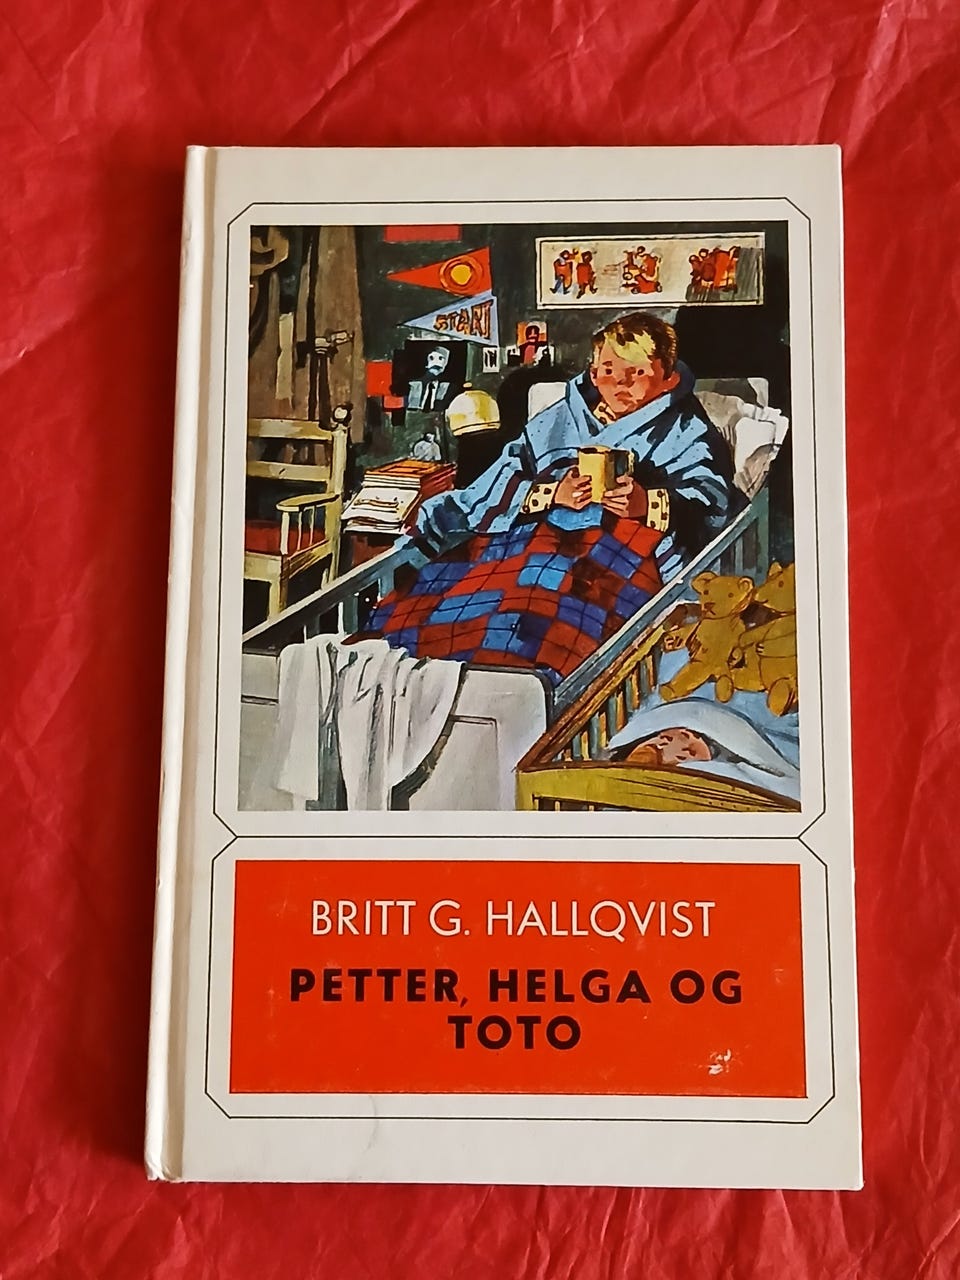 START
BRITT G. HALLQVIST
PETTER, HELGA OG
TOTO